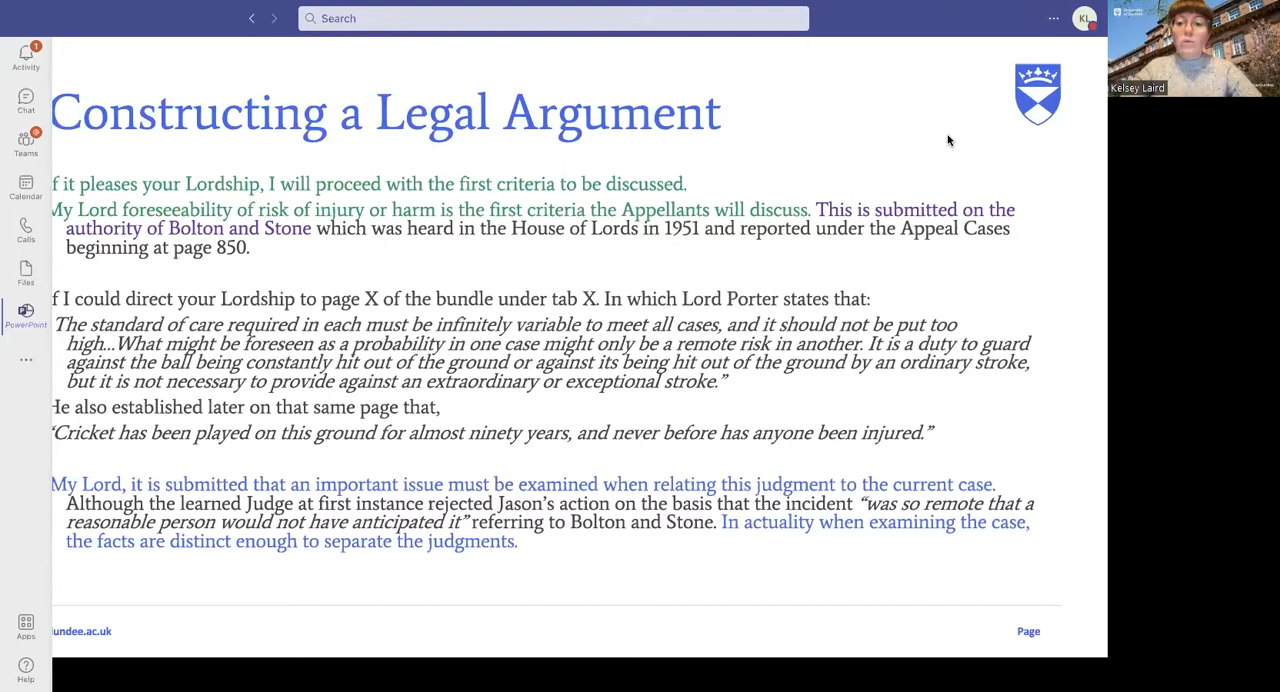 Search
KL
Activity
Chat
Teams
Calendar
Calls
Files
PowerPoint
Apps
Help
Kelsey Laird
Constructing a Legal Argument
f it pleases your Lordship, I will proceed with the first criteria to be discussed.
My Lord foreseeability of risk of injury or harm is the first criteria the Appellants will discuss. This is submitted on the
authority of Bolton and Stone which was heard in the House of Lords in 1951 and reported under the Appeal Cases
beginning at page 850.
f I could direct your Lordship to page X of the bundle under tab X. In which Lord Porter states that:
The standard of care required in each must be infinitely variable to meet all cases, and it should not be put too
high...What might be foreseen as a probability in one case might only be a remote risk in another. It is a duty to guard
against the ball being constantly hit out of the ground or against its being hit out of the ground by an ordinary stroke,
but it is not necessary to provide against an extraordinary or exceptional stroke.”
He also established later on that same page that,
“Cricket has been played on this ground for almost ninety years, and never before has anyone been injured.”
My Lord, it is submitted that an important issue must be examined when relating this judgment to the current case.
Although the learned Judge at first instance rejected Jason’s action on the basis that the incident “was so remote that a
reasonable person would not have anticipated it” referring to Bolton and Stone. In actuality when examining the case,
the facts are distinct enough to separate the judgments.
undee.ac.uk
Page